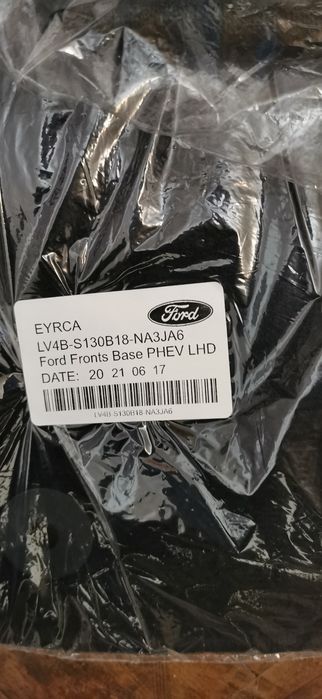 Ford
EYRCA
LV4B-S130B18-NA3JA6
Ford Fronts Base PHEV LHD
DATE: 20 21 06 17
LV4B-S130B18-NA3JA6